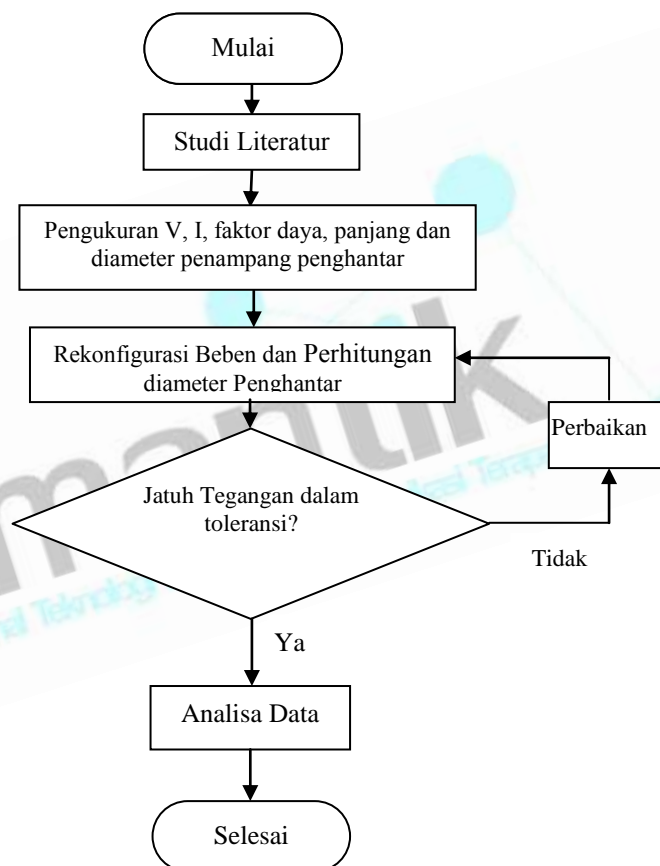 Mulai
Studi Literatur
Pengukuran V, I, faktor daya, panjang dan
diameter penampang penghantar
Rekonfigurasi Beben dan Perhitungan
diameter Penghantar
Perbaikan
Jatuh Tegangan dalam
toleransi?
Tidak
Ya
Analisa Data
Selesai